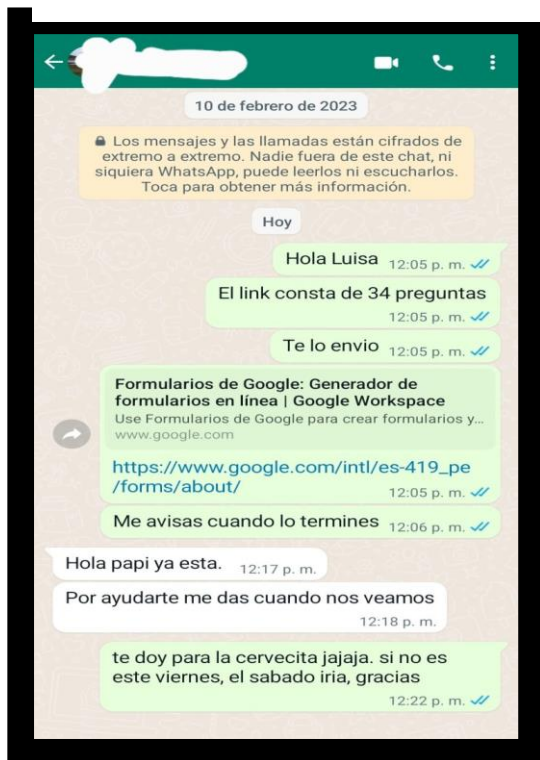 10 de febrero de 2023
Los mensajes y las llamadas están cifrados de
extremo a extremo. Nadie fuera de este chat, ni
siquiera WhatsApp, puede leerlos ni escucharlos.
Toca para obtener más información.
Hoy
Hola Luisa 12:05 p. m.
El link consta de 34 preguntas
12:05 p. m.
Te lo envio 12:05 p. m.
Formularios de Google: Generador de
formularios en línea | Google Workspace
Use Formularios de Google para crear formularios y...
www.google.com
https://www.google.com/intl/es-419_pe
/forms/about/ 12:05 p. m.
Me avisas cuando lo termines 12:06 p. m.
Hola papi ya esta. 12:17 p. m.
Por ayudarte me das cuando nos veamos
12:18 p. m.
te doy para la cervecita jajaja. si no es
este viernes, el sabado iria, gracias
12:22 p. m.